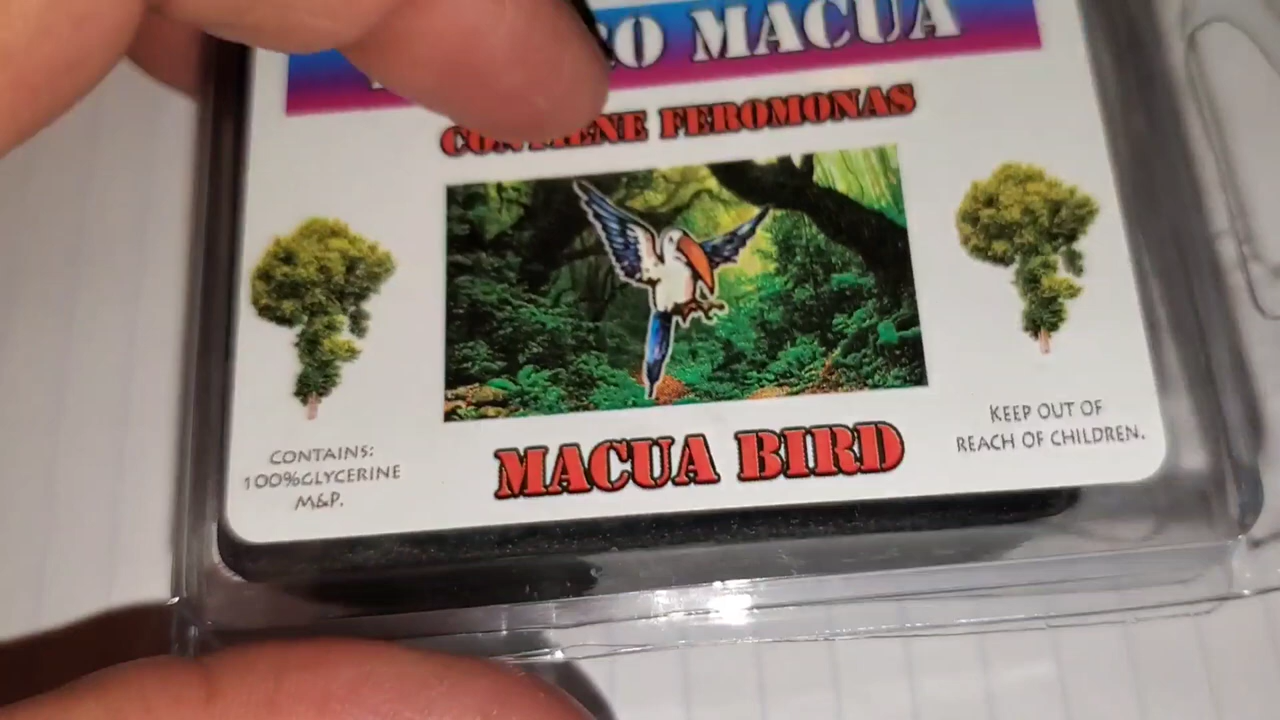 MACUA
CONTIENE FEROMONAS
MACUA BIRD
CONTAINS:
100%GLYCERINE
M&P.
KEEP OUT OF
REACH OF CHILDREN.